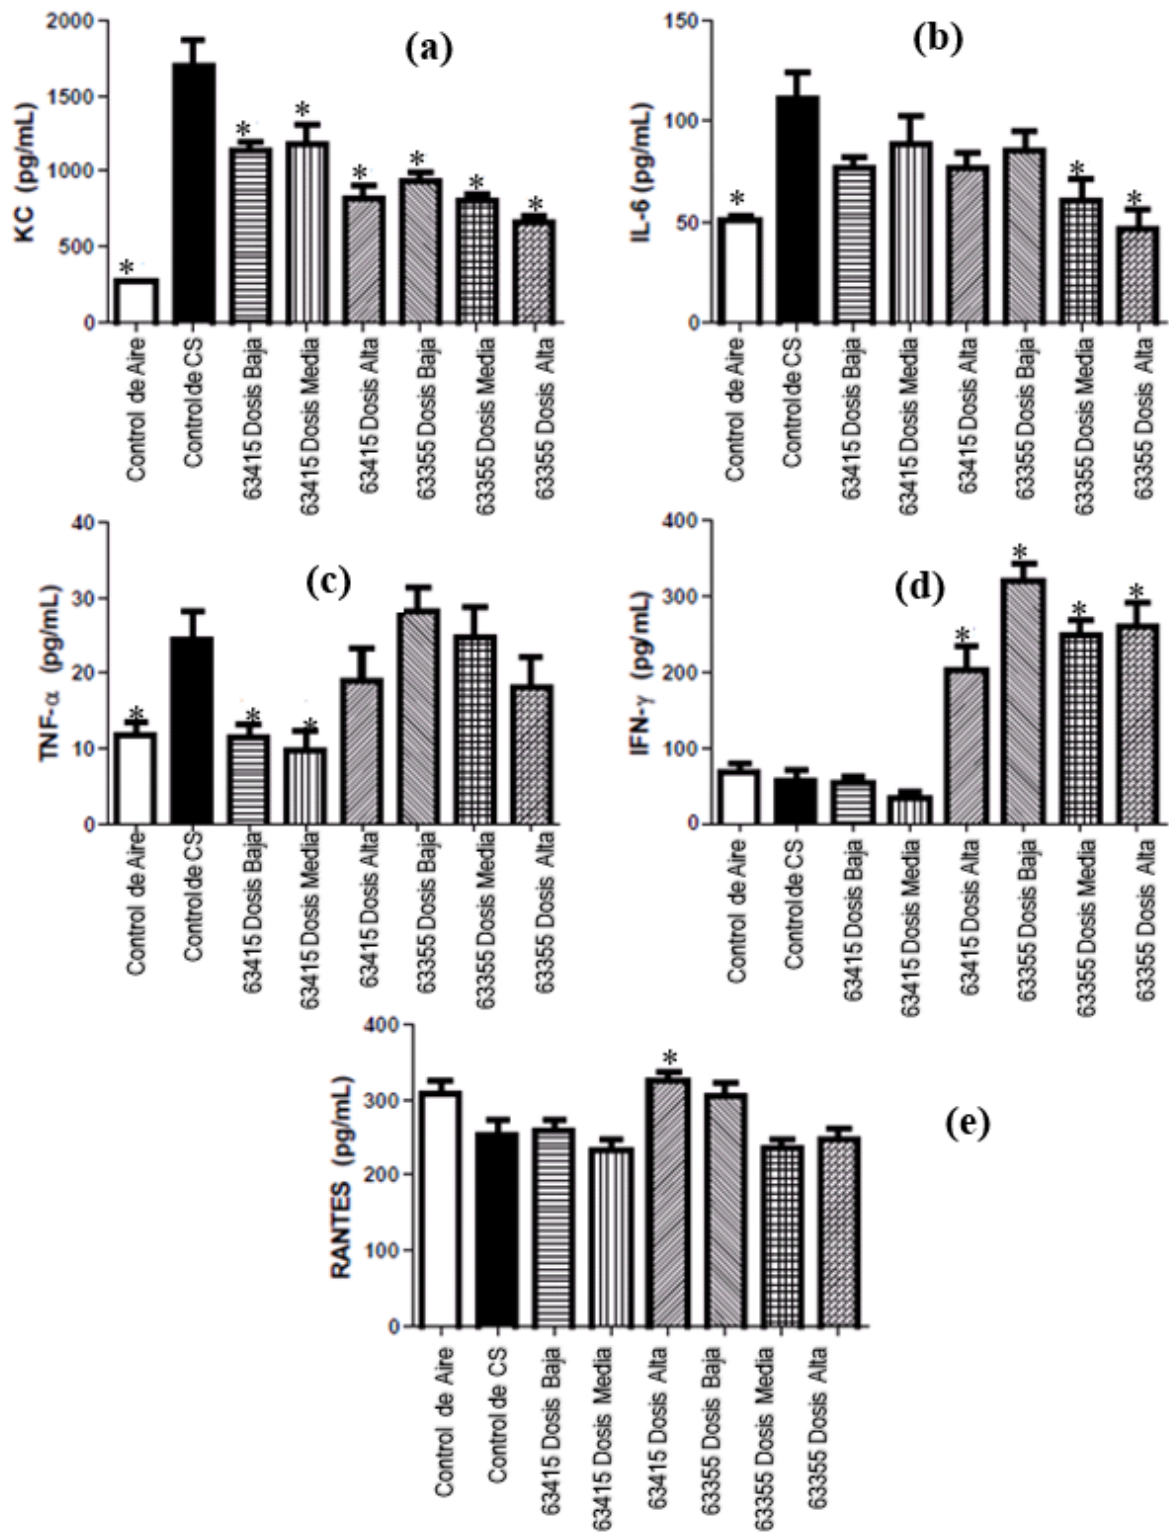 (a)
KC (pg/mL)
2000
1500
1000
500
0
*
*
*
*
*
*
*
Control de Aire
Control de CS
63415 Dosis Baja
63415 Dosis Media
63415 Dosis Alta
63355 Dosis Baja
63355 Dosis Media
63355 Dosis Alta
(b)
IL-6 (pg/mL)
150
100
50
0
*
*
*
Control de Aire
Control de CS
63415 Dosis Baja
63415 Dosis Media
63415 Dosis Alta
63355 Dosis Baja
63355 Dosis Media
63355 Dosis Alta
(c)
TNF-α (pg/mL)
40
30
20
10
0
*
*
*
Control de Aire
Control de CS
63415 Dosis Baja
63415 Dosis Media
63415 Dosis Alta
63355 Dosis Baja
63355 Dosis Media
63355 Dosis Alta
(d)
IFN-γ (pg/mL)
400
300
200
100
0
*
*
*
*
Control de Aire
Control de CS
63415 Dosis Baja
63415 Dosis Media
63415 Dosis Alta
63355 Dosis Baja
63355 Dosis Media
63355 Dosis Alta
(e)
RANTES (pg/mL)
400
300
200
100
0
*
Control de Aire
Control de CS
63415 Dosis Baja
63415 Dosis Media
63415 Dosis Alta
63355 Dosis Baja
63355 Dosis Media
63355 Dosis Alta